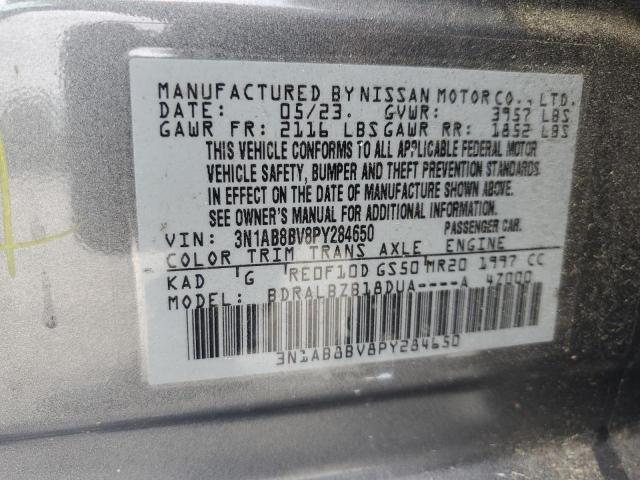 MANUFACTURED BY NISSAN MOTOR CO., LTD.
DATE: 05/23. GVWR: 3957 LBS
GAWR FR: 2116 LBS GAWR RR: 1852 LBS
THIS VEHICLE CONFORMS TO ALL APPLICABLE FEDERAL MOTOR
VEHICLE SAFETY, BUMPER AND THEFT PREVENTION STANDARDS
IN EFFECT ON THE DATE OF MANUFACTURE SHOWN ABOVE.
SEE OWNER'S MANUAL FOR ADDITIONAL INFORMATION.
VIN: 3N1AB8BV8PY284650 PASSENGER CAR.
COLOR TRIM TRANS AXLE ENGINE
KAD G RE0F10D GS50 MR20 1997 CC
MODEL: BDRALBZB18DUA----A 47000
3N1AB8BV8PY284650